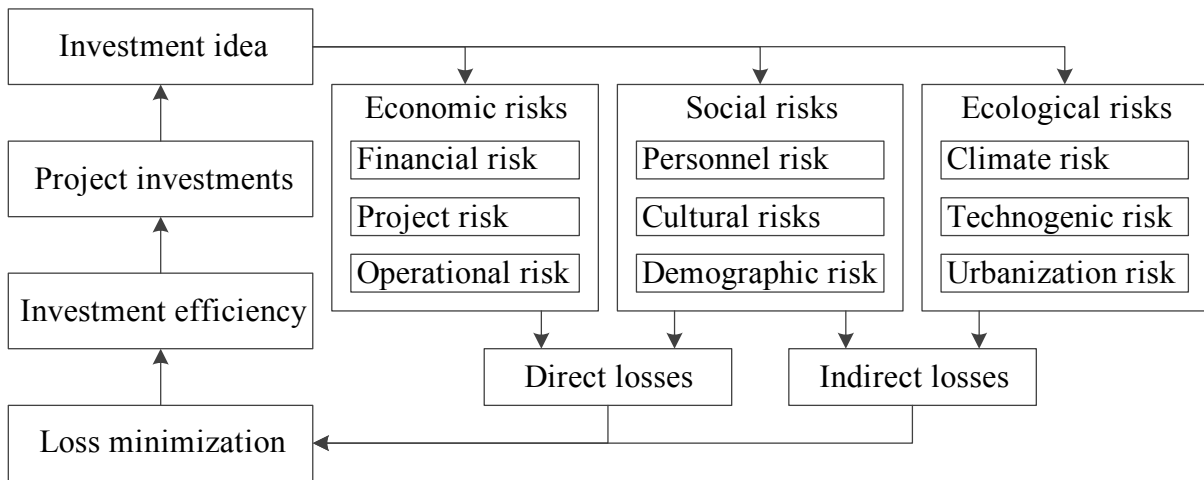 Investment idea
Economic risks
Financial risk
Project risk
Operational risk
Social risks
Personnel risk
Cultural risks
Demographic risk
Ecological risks
Climate risk
Technogenic risk
Urbanization risk
Project investments
Investment efficiency
Direct losses
Indirect losses
Loss minimization